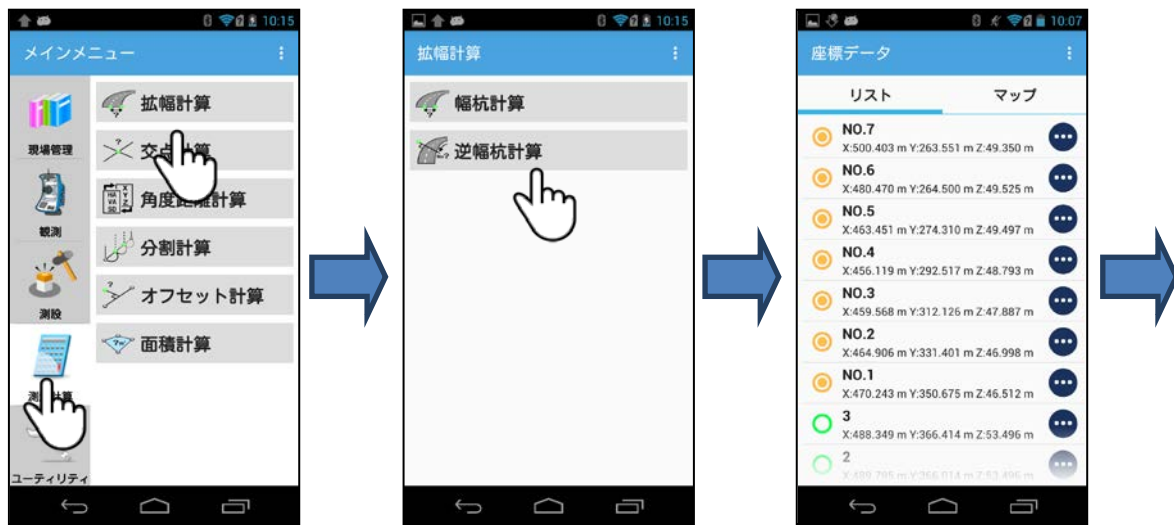 10:15
メインメニュー
現場管理
観測
測設
ユーティリティ
拡幅計算
交点計算
角度距離計算
分割計算
オフセット計算
面積計算
10:15
拡幅計算
幅杭計算
逆幅杭計算
10:07
座標データ
リスト マップ
NO.7
X:500.403 m Y:263.551 m Z:49.350 m
NO.6
X:480.470 m Y:264.500 m Z:49.525 m
NO.5
X:463.451 m Y:274.310 m Z:49.497 m
NO.4
X:456.119 m Y:292.517 m Z:48.793 m
NO.3
X:459.568 m Y:312.126 m Z:47.887 m
NO.2
X:464.906 m Y:331.401 m Z:46.998 m
NO.1
X:470.243 m Y:350.675 m Z:46.512 m
3
X:488.349 m Y:366.414 m Z:53.496 m
2
X:489.795 m Y:366.014 m Z:53.496 m